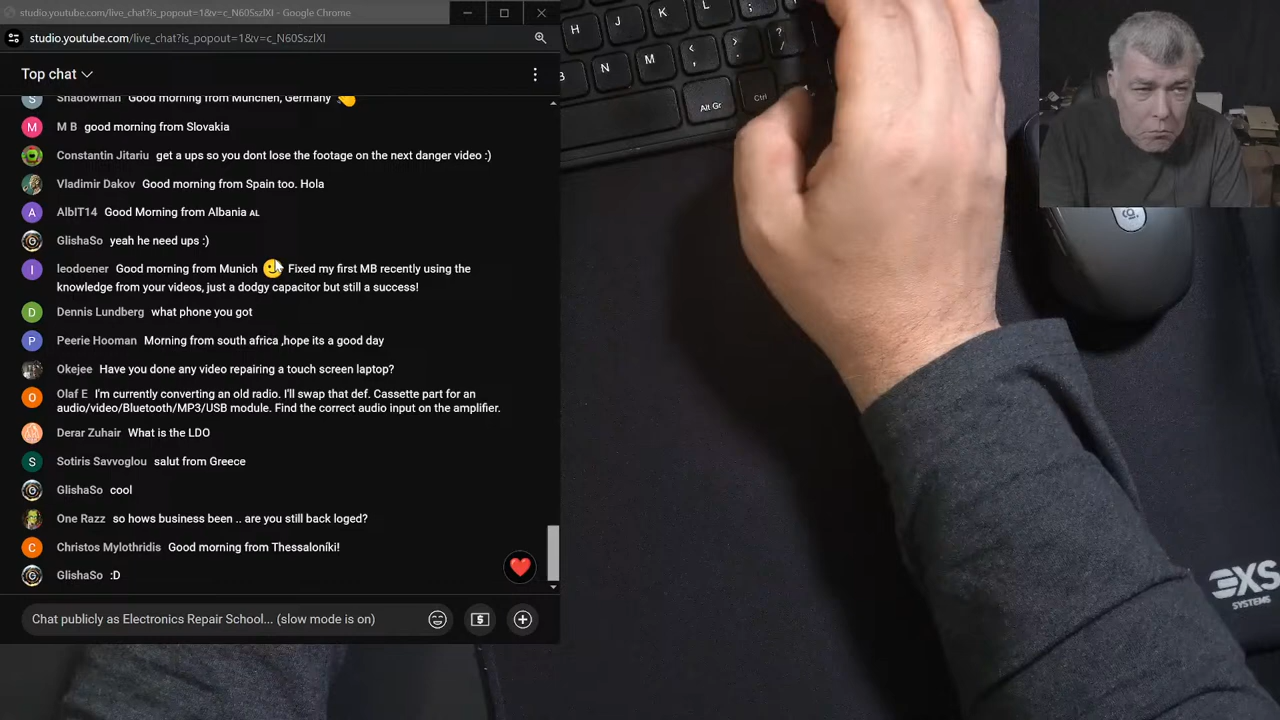 studio.youtube.com/live_chat?is_popout=1&v=c_N60SszlXI - Google Chrome
studio.youtube.com/live_chat?is_popout=1&v=c_N60SszlXI
Top chat
S Shadowman Good morning from München, Germany
M M B good morning from Slovakia
Constantin Jitariu get a ups so you dont lose the footage on the next danger video :)
Vladimir Dakov Good morning from Spain too. Hola
A AlbIT14 Good Morning from Albania AL
GlishaSo yeah he need ups :)
l leodoener Good morning from Munich Fixed my first MB recently using the
knowledge from your videos, just a dodgy capacitor but still a success!
D Dennis Lundberg what phone you got
P Peerie Hooman Morning from south africa ,hope its a good day
Okejee Have you done any video repairing a touch screen laptop?
O Olaf E I'm currently converting an old radio. I'll swap that def. Cassette part for an
audio/video/Bluetooth/MP3/USB module. Find the correct audio input on the amplifier.
Derar Zuhair What is the LDO
S Sotiris Savvoglou salut from Greece
GlishaSo cool
One Razz so hows business been .. are you still back loged?
C Christos Mylothridis Good morning from Thessaloníki!
GlishaSo :D
Chat publicly as Electronics Repair School... (slow mode is on)
H J K L
B N M ; , : . ? /
Alt Gr Ctrl
EXS
SYSTEMS